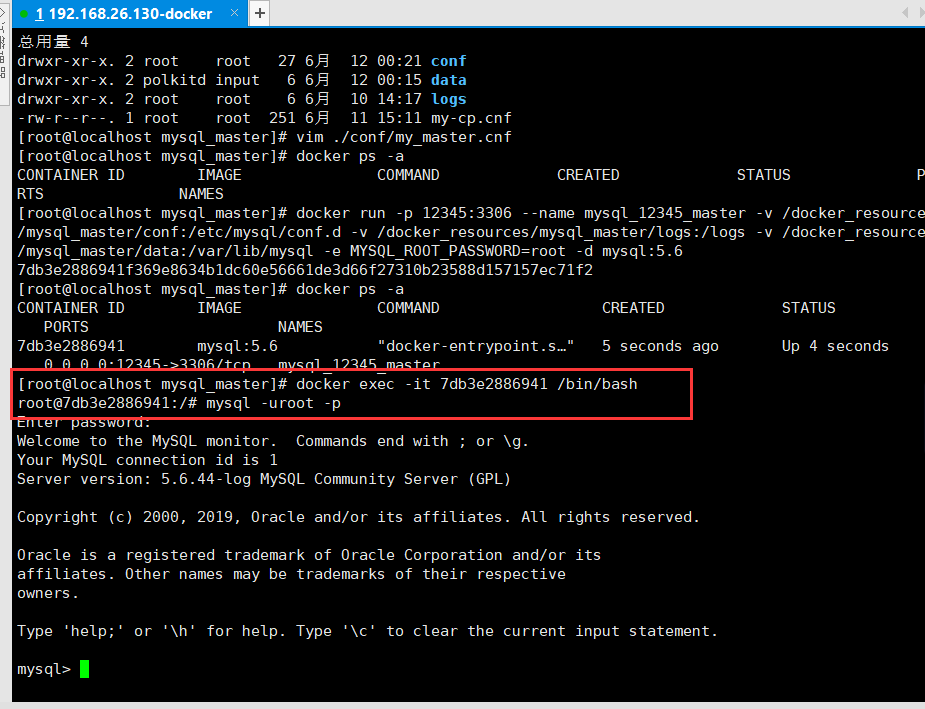 1 192.168.26.130-docker × +
总用量 4
drwxr-xr-x. 2 root    root   27 6月  12 00:21 conf
drwxr-xr-x. 2 polkitd input   6 6月  12 00:15 data
drwxr-xr-x. 2 root    root    6 6月  10 14:17 logs
-rw-r--r--. 1 root    root  251 6月  11 15:11 my-cp.cnf
[root@localhost mysql_master]# vim ./conf/my_master.cnf
[root@localhost mysql_master]# docker ps -a
CONTAINER ID        IMAGE               COMMAND             CREATED             STATUS              P
RTS               NAMES
[root@localhost mysql_master]# docker run -p 12345:3306 --name mysql_12345_master -v /docker_resource
/mysql_master/conf:/etc/mysql/conf.d -v /docker_resources/mysql_master/logs:/logs -v /docker_resource
/mysql_master/data:/var/lib/mysql -e MYSQL_ROOT_PASSWORD=root -d mysql:5.6
7db3e2886941f369e8634b1dc60e56661de3d66f27310b23588d157157ec71f2
[root@localhost mysql_master]# docker ps -a
CONTAINER ID        IMAGE               COMMAND                  CREATED             STATUS
   PORTS                     NAMES
7db3e2886941        mysql:5.6           "docker-entrypoint.s…"   5 seconds ago       Up 4 seconds
   0.0.0.0:12345->3306/tcp   mysql_12345_master
[root@localhost mysql_master]# docker exec -it 7db3e2886941 /bin/bash
root@7db3e2886941:/# mysql -uroot -p
Enter password:
Welcome to the MySQL monitor.  Commands end with ; or \g.
Your MySQL connection id is 1
Server version: 5.6.44-log MySQL Community Server (GPL)
Copyright (c) 2000, 2019, Oracle and/or its affiliates. All rights reserved.
Oracle is a registered trademark of Oracle Corporation and/or its
affiliates. Other names may be trademarks of their respective
owners.
Type 'help;' or '\h' for help. Type '\c' to clear the current input statement.
mysql>